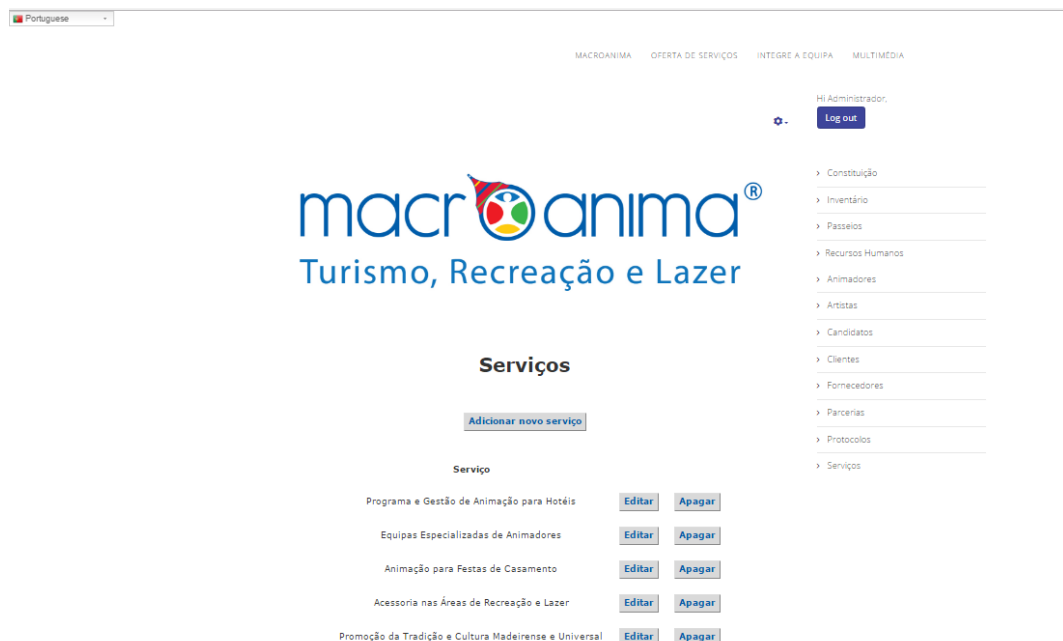 Portuguese
MACROANIMA OFERTA DE SERVIÇOS INTEGRE A EQUIPA MULTIMÉDIA
Hi Administrador,
Log out
macroanima®
Turismo, Recreação e Lazer
Constituição
Inventário
Passeios
Recursos Humanos
Animadores
Artistas
Candidatos
Clientes
Fornecedores
Parcerias
Protocolos
Serviços
Serviços
Adicionar novo serviço
Serviço
Programa e Gestão de Animação para Hotéis Editar Apagar
Equipas Especializadas de Animadores Editar Apagar
Animação para Festas de Casamento Editar Apagar
Acessoria nas Áreas de Recreação e Lazer Editar Apagar
Promoção da Tradição e Cultura Madeirense e Universal Editar Apagar